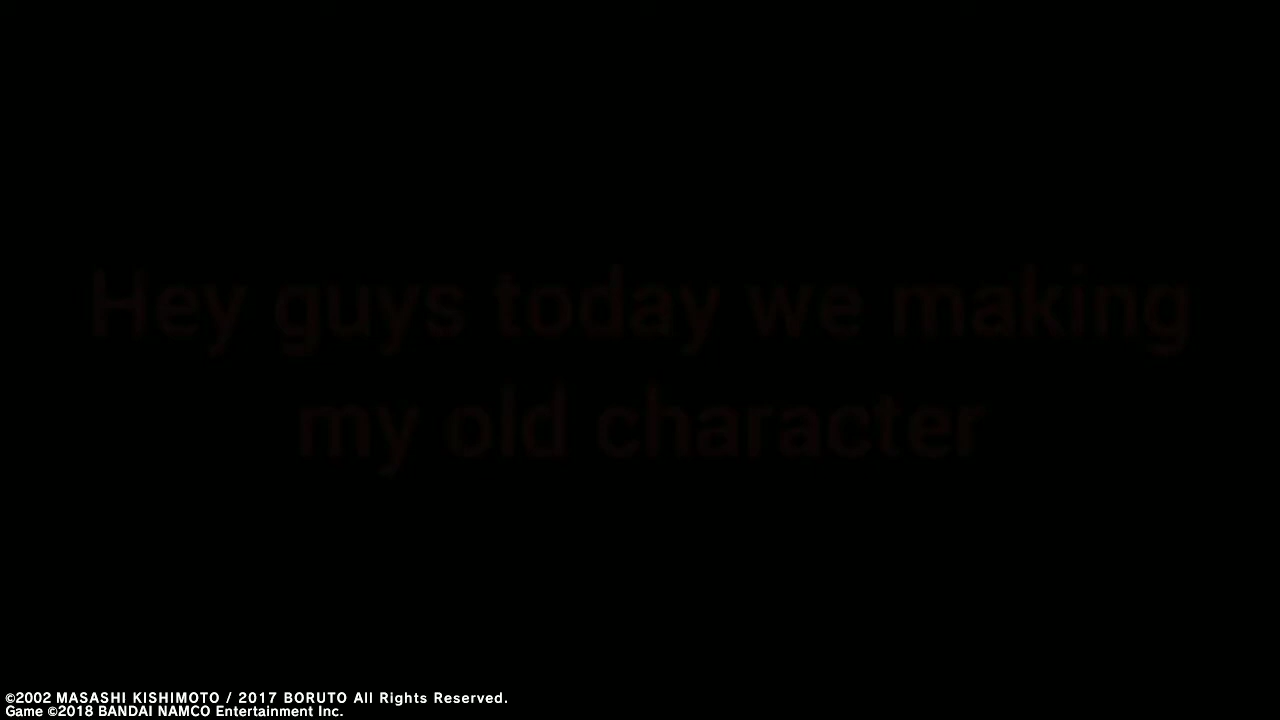 Hey guys today we making
my old character
©2002 MASASHI KISHIMOTO / 2017 BORUTO All Rights Reserved.
Game ©2018 BANDAI NAMCO Entertainment Inc.